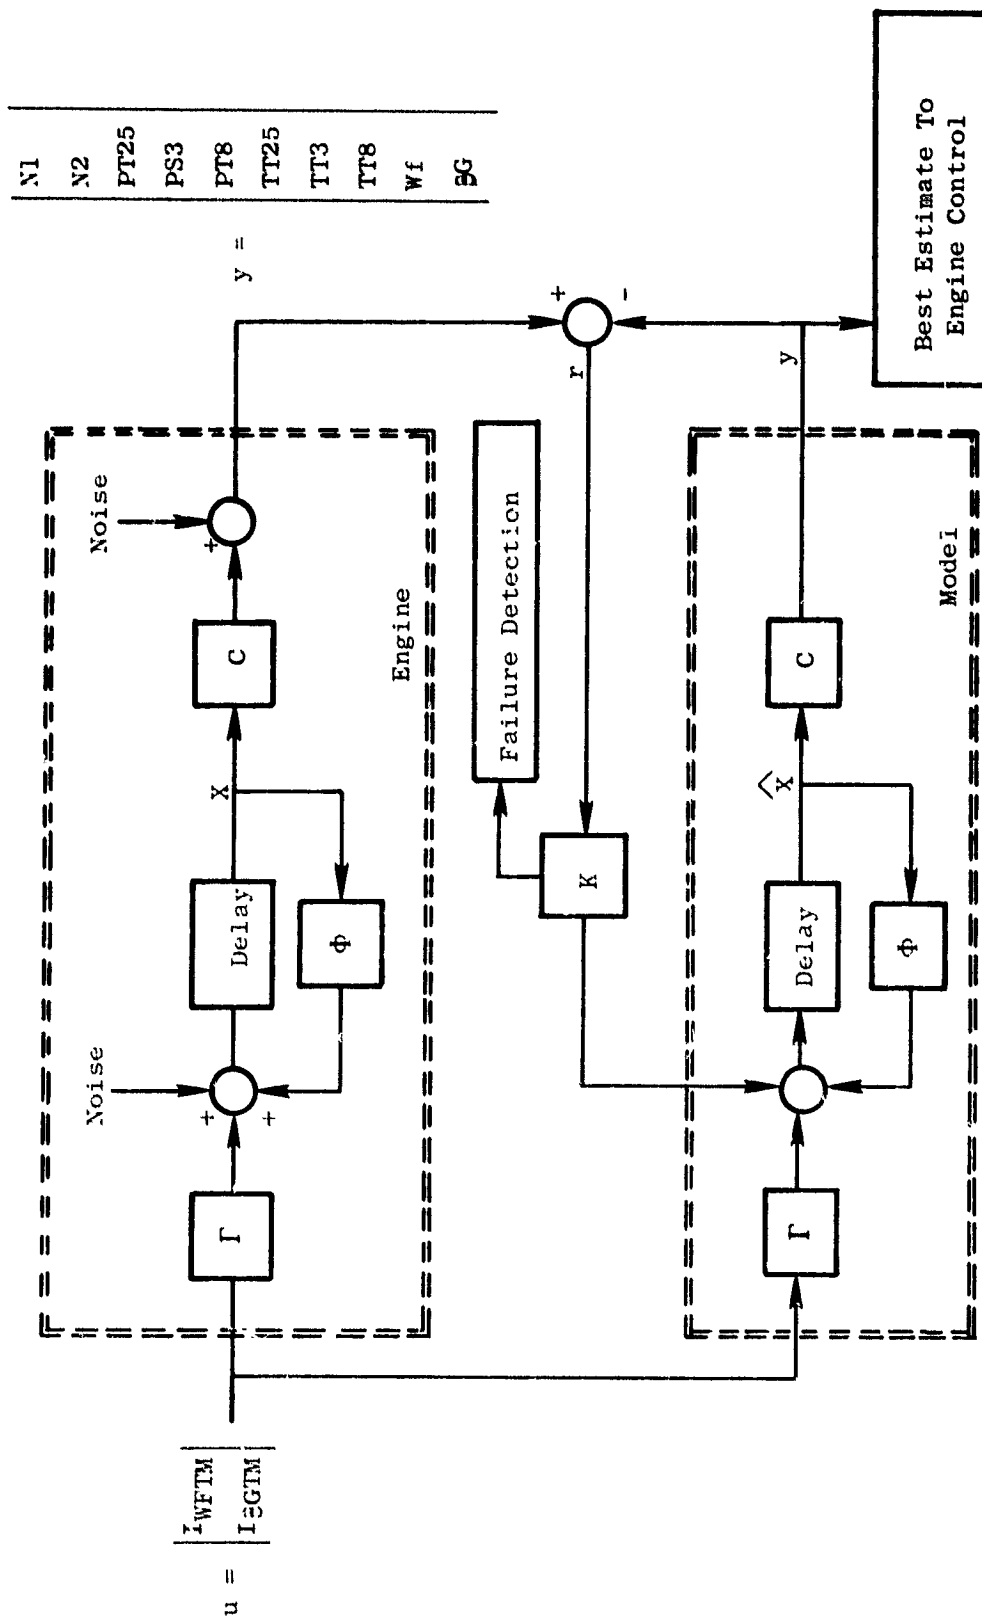 u =
I WFTM
Γ
+
+
Noise
Delay
Φ
X
C
+
Noise
Engine
y =
N1
N2
PT25
PS3
PT8
TT25
TT3
TT8
Wf
K
Failure Detection
r
+
-
Γ
Delay
Φ
X̂
C
y
Model
Best Estimate To
Engine Control